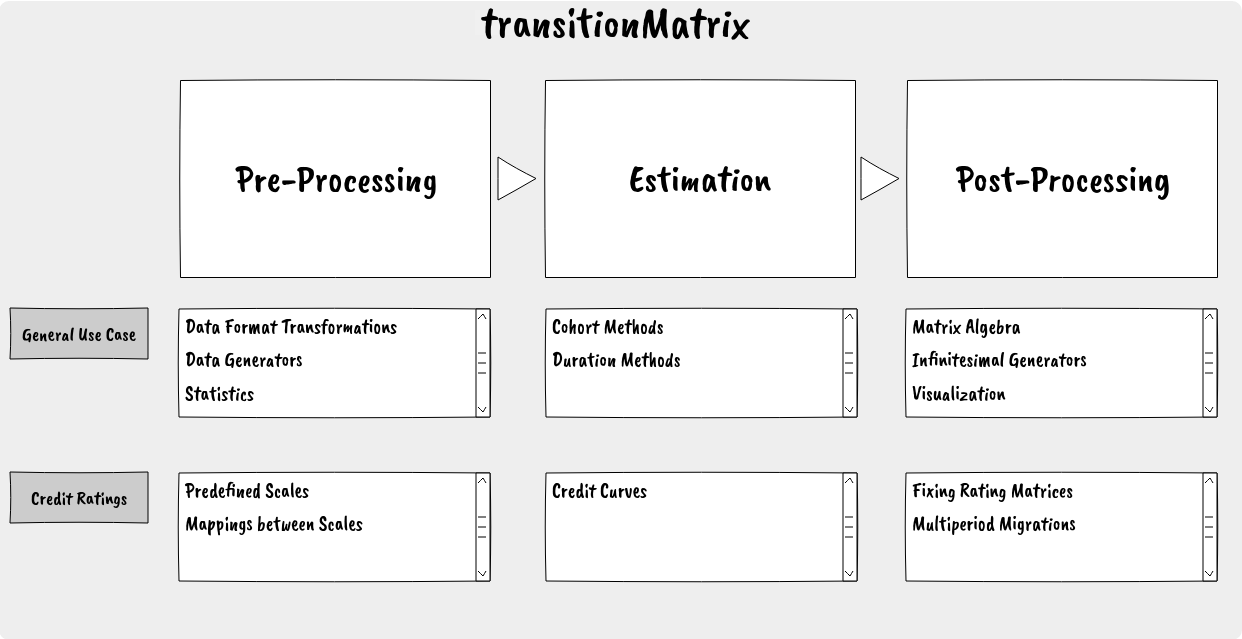 transitionMatrix
Pre-Processing
Estimation
Post-Processing
General Use Case
Data Format Transformations
Data Generators
Statistics
Cohort Methods
Duration Methods
Matrix Algebra
Infinitesimal Generators
Visualization
Credit Ratings
Predefined Scales
Mappings between Scales
Credit Curves
Fixing Rating Matrices
Multiperiod Migrations